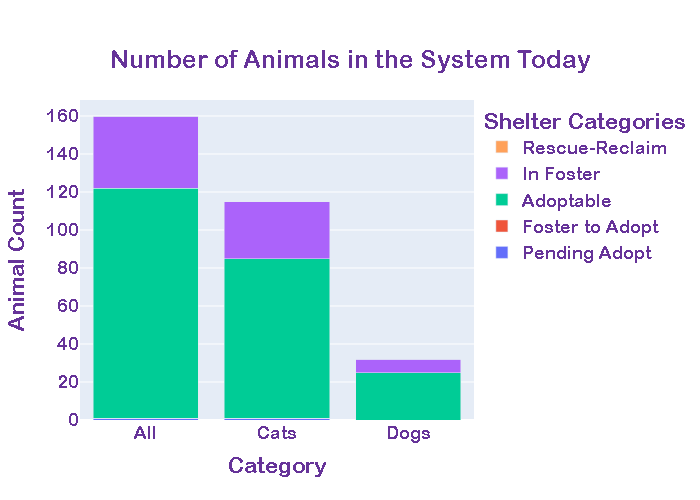 Number of Animals in the System Today
Animal Count
160
140
120
100
80
60
40
20
0
All
Cats
Dogs
Category
Shelter Categories
Rescue-Reclaim
In Foster
Adoptable
Foster to Adopt
Pending Adopt